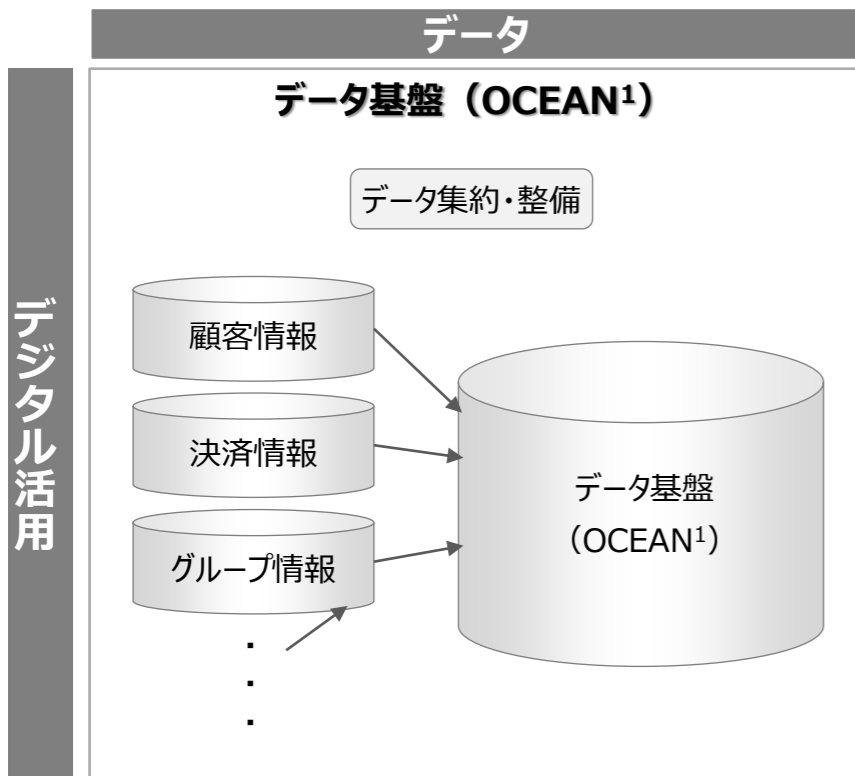 データ
デジタル活用
データ基盤（OCEAN¹）
データ集約・整備
顧客情報
決済情報
グループ情報
・
・
・
データ基盤
（OCEAN¹）